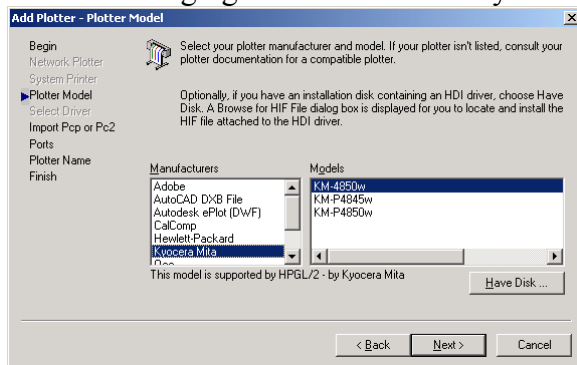 Add Plotter - Plotter Model
Begin
Network Plotter
System Printer
Plotter Model
Select Driver
Import Pcp or Pc2
Ports
Plotter Name
Finish
Select your plotter manufacturer and model. If your plotter isn't listed, consult your
plotter documentation for a compatible plotter.
Optionally, if you have an installation disk containing an HDI driver, choose Have
Disk. A Browse for HIF File dialog box is displayed for you to locate and install the
HIF file attached to the HDI driver.
Manufacturers
Adobe
AutoCAD DXB File
Autodesk ePlot (DWF)
CalComp
Hewlett-Packard
Kyocera Mita
Models
KM-4850w
KM-P4845w
KM-P4850w
This model is supported by HPGL/2 - by Kyocera Mita
Have Disk ...
< Back
Next >
Cancel